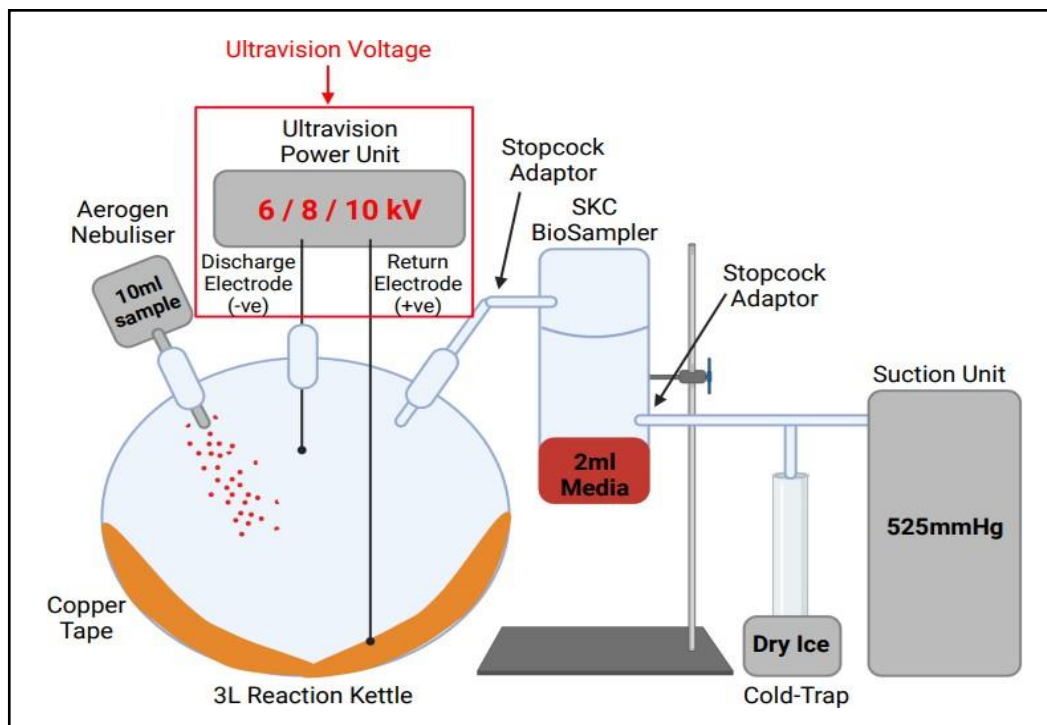 Ultravision Voltage
Ultravision
Power Unit
6 / 8 / 10 kV
Discharge
Electrode
(-ve)
Return
Electrode
(+ve)
Aerogen
Nebuliser
10ml
sample
Stopcock
Adaptor
SKC
BioSampler
Stopcock
Adaptor
2ml
Media
Suction Unit
525mmHg
Copper
Tape
3L Reaction Kettle
Dry Ice
Cold-Trap